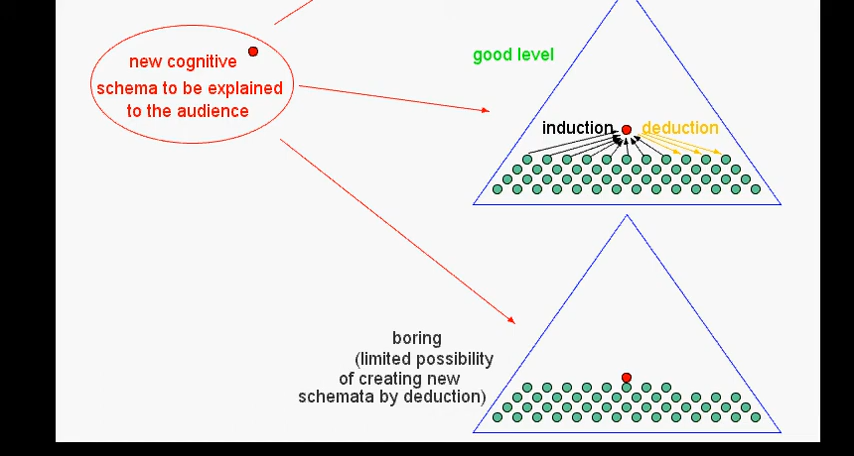 new cognitive
schema to be explained
to the audience
good level
induction
deduction
boring
(limited possibility
of creating new
schemata by deduction)